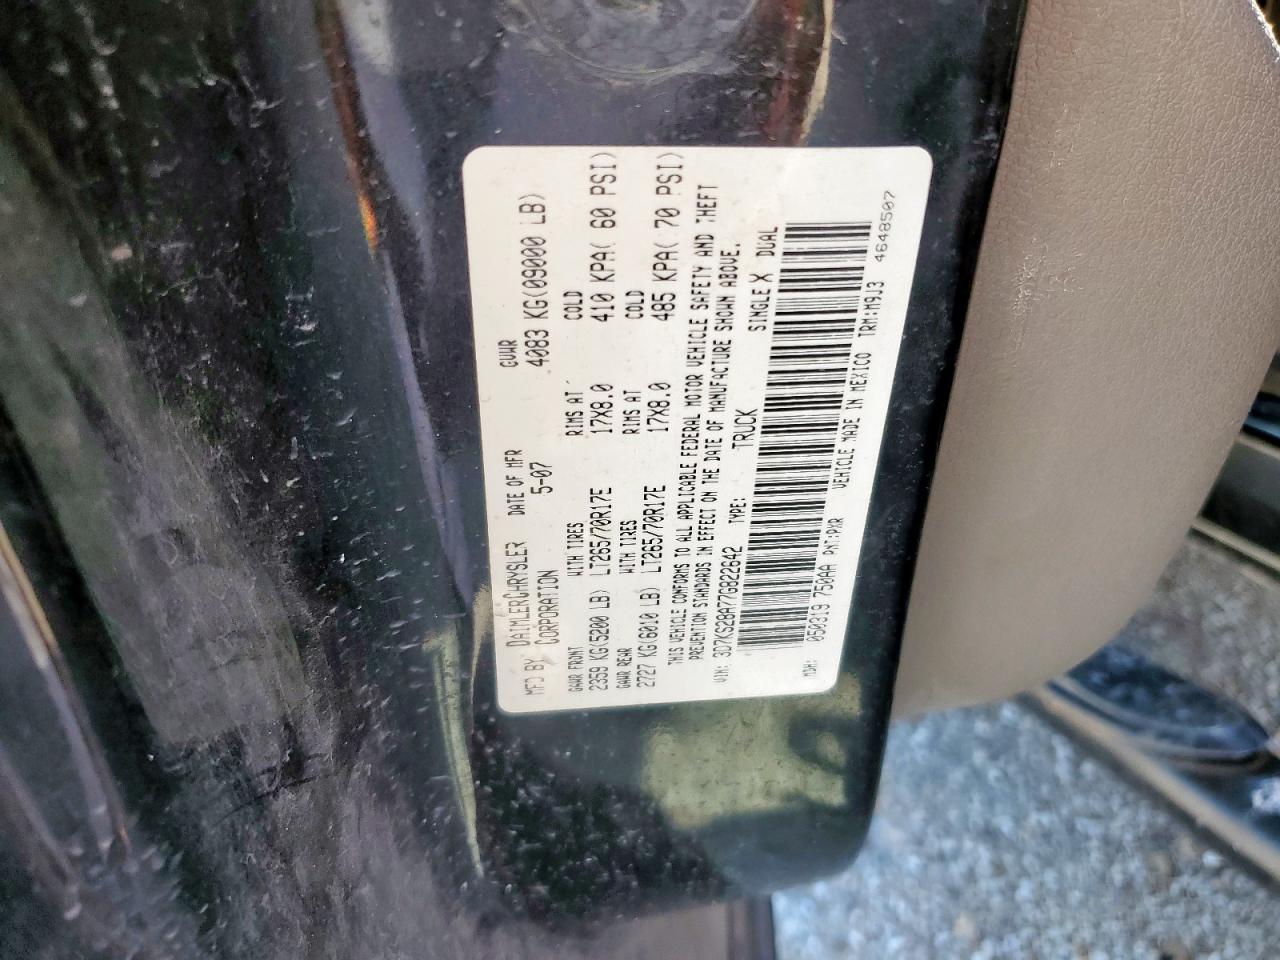 MFD BY DAIMLERCHRYSLER CORPORATION DATE OF MFR 5-07 GVWR 4083 KG(09000 LB)
GAWR FRONT WITH TIRES RIMS AT COLD
2359 KG(5200 LB) LT265/70R17E 17X8.0 410 KPA( 60 PSI)
GAWR REAR WITH TIRES RIMS AT COLD
2727 KG(6010 LB) LT265/70R17E 17X8.0 485 KPA( 70 PSI)
THIS VEHICLE CONFORMS TO ALL APPLICABLE FEDERAL MOTOR VEHICLE SAFETY AND THEFT
PREVENTION STANDARDS IN EFFECT ON THE DATE OF MANUFACTURE SHOWN ABOVE.
VIN: 3D7KS28A77G822642 TYPE: TRUCK SINGLE X DUAL
MDH: 050319 750AA PNT:PXR VEHICLE MADE IN MEXICO TRM:M9J3 4648507